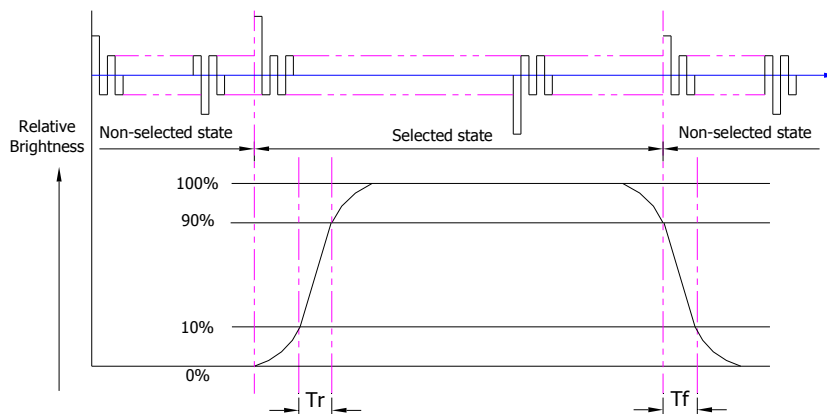 Non-selected state
Selected state
Non-selected state
Relative
Brightness
100%
90%
10%
0%
Tr
Tf